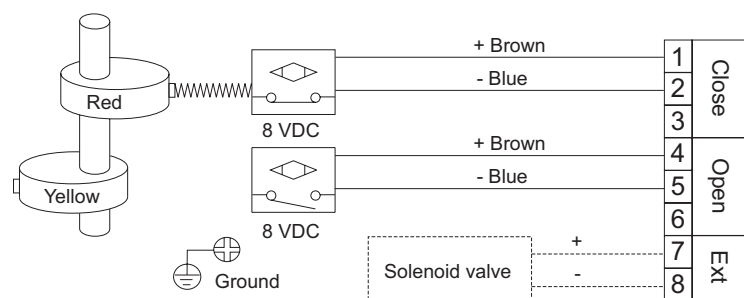 + Brown
1
Close
- Blue
2
Red
3
8 VDC
+ Brown
4
Open
- Blue
5
Yellow
6
8 VDC
+
7
Ext
Ground
Solenoid valve
-
8